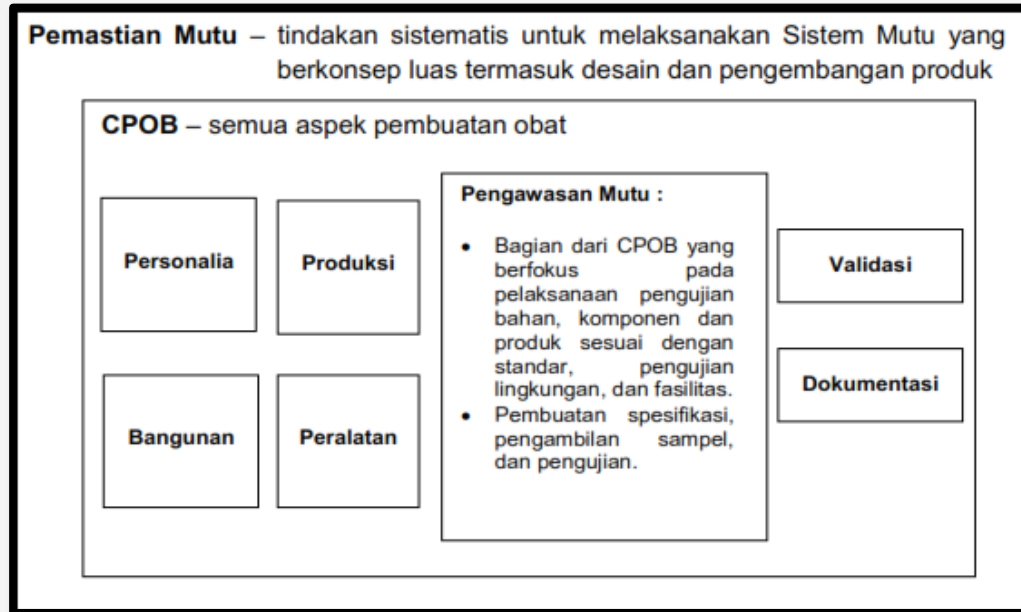 Pemastian Mutu – tindakan sistematis untuk melaksanakan Sistem Mutu yang
berkonsep luas termasuk desain dan pengembangan produk
CPOB – semua aspek pembuatan obat
Personalia
Produksi
Bangunan
Peralatan
Pengawasan Mutu :
• Bagian dari CPOB yang
berfokus pada
pelaksanaan pengujian
bahan, komponen dan
produk sesuai dengan
standar, pengujian
lingkungan, dan fasilitas.
• Pembuatan spesifikasi,
pengambilan sampel,
dan pengujian.
Validasi
Dokumentasi